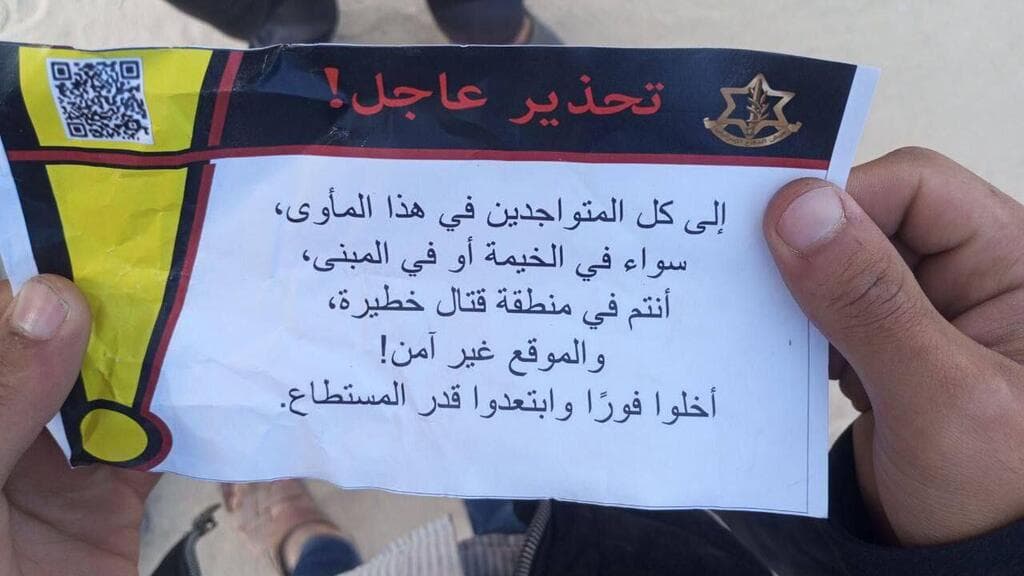 تحذير عاجل!
إلى كل المتواجدين في هذا المأوى،
سواء في الخيمة أو في المبنى،
أنتم في منطقة قتال خطيرة،
والموقع غير آمن!
أخلوا فورًا وابتعدوا قدر المستطاع.